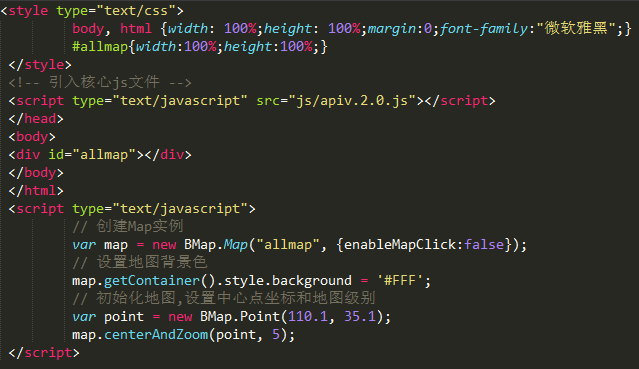 <style type="text/css">
body, html {width: 100%;height: 100%;margin:0;font-family:"微软雅黑";}
#allmap{width:100%;height:100%;}
</style>
<!-- 引入核心js文件 -->
<script type="text/javascript" src="js/apiv.2.0.js"></script>
</head>
<body>
<div id="allmap"></div>
</body>
</html>
<script type="text/javascript">
// 创建Map实例
var map = new BMap.Map("allmap", {enableMapClick:false});
// 设置地图背景色
map.getContainer().style.background = '#FFF';
// 初始化地图,设置中心点坐标和地图级别
var point = new BMap.Point(110.1, 35.1);
map.centerAndZoom(point, 5);
</script>